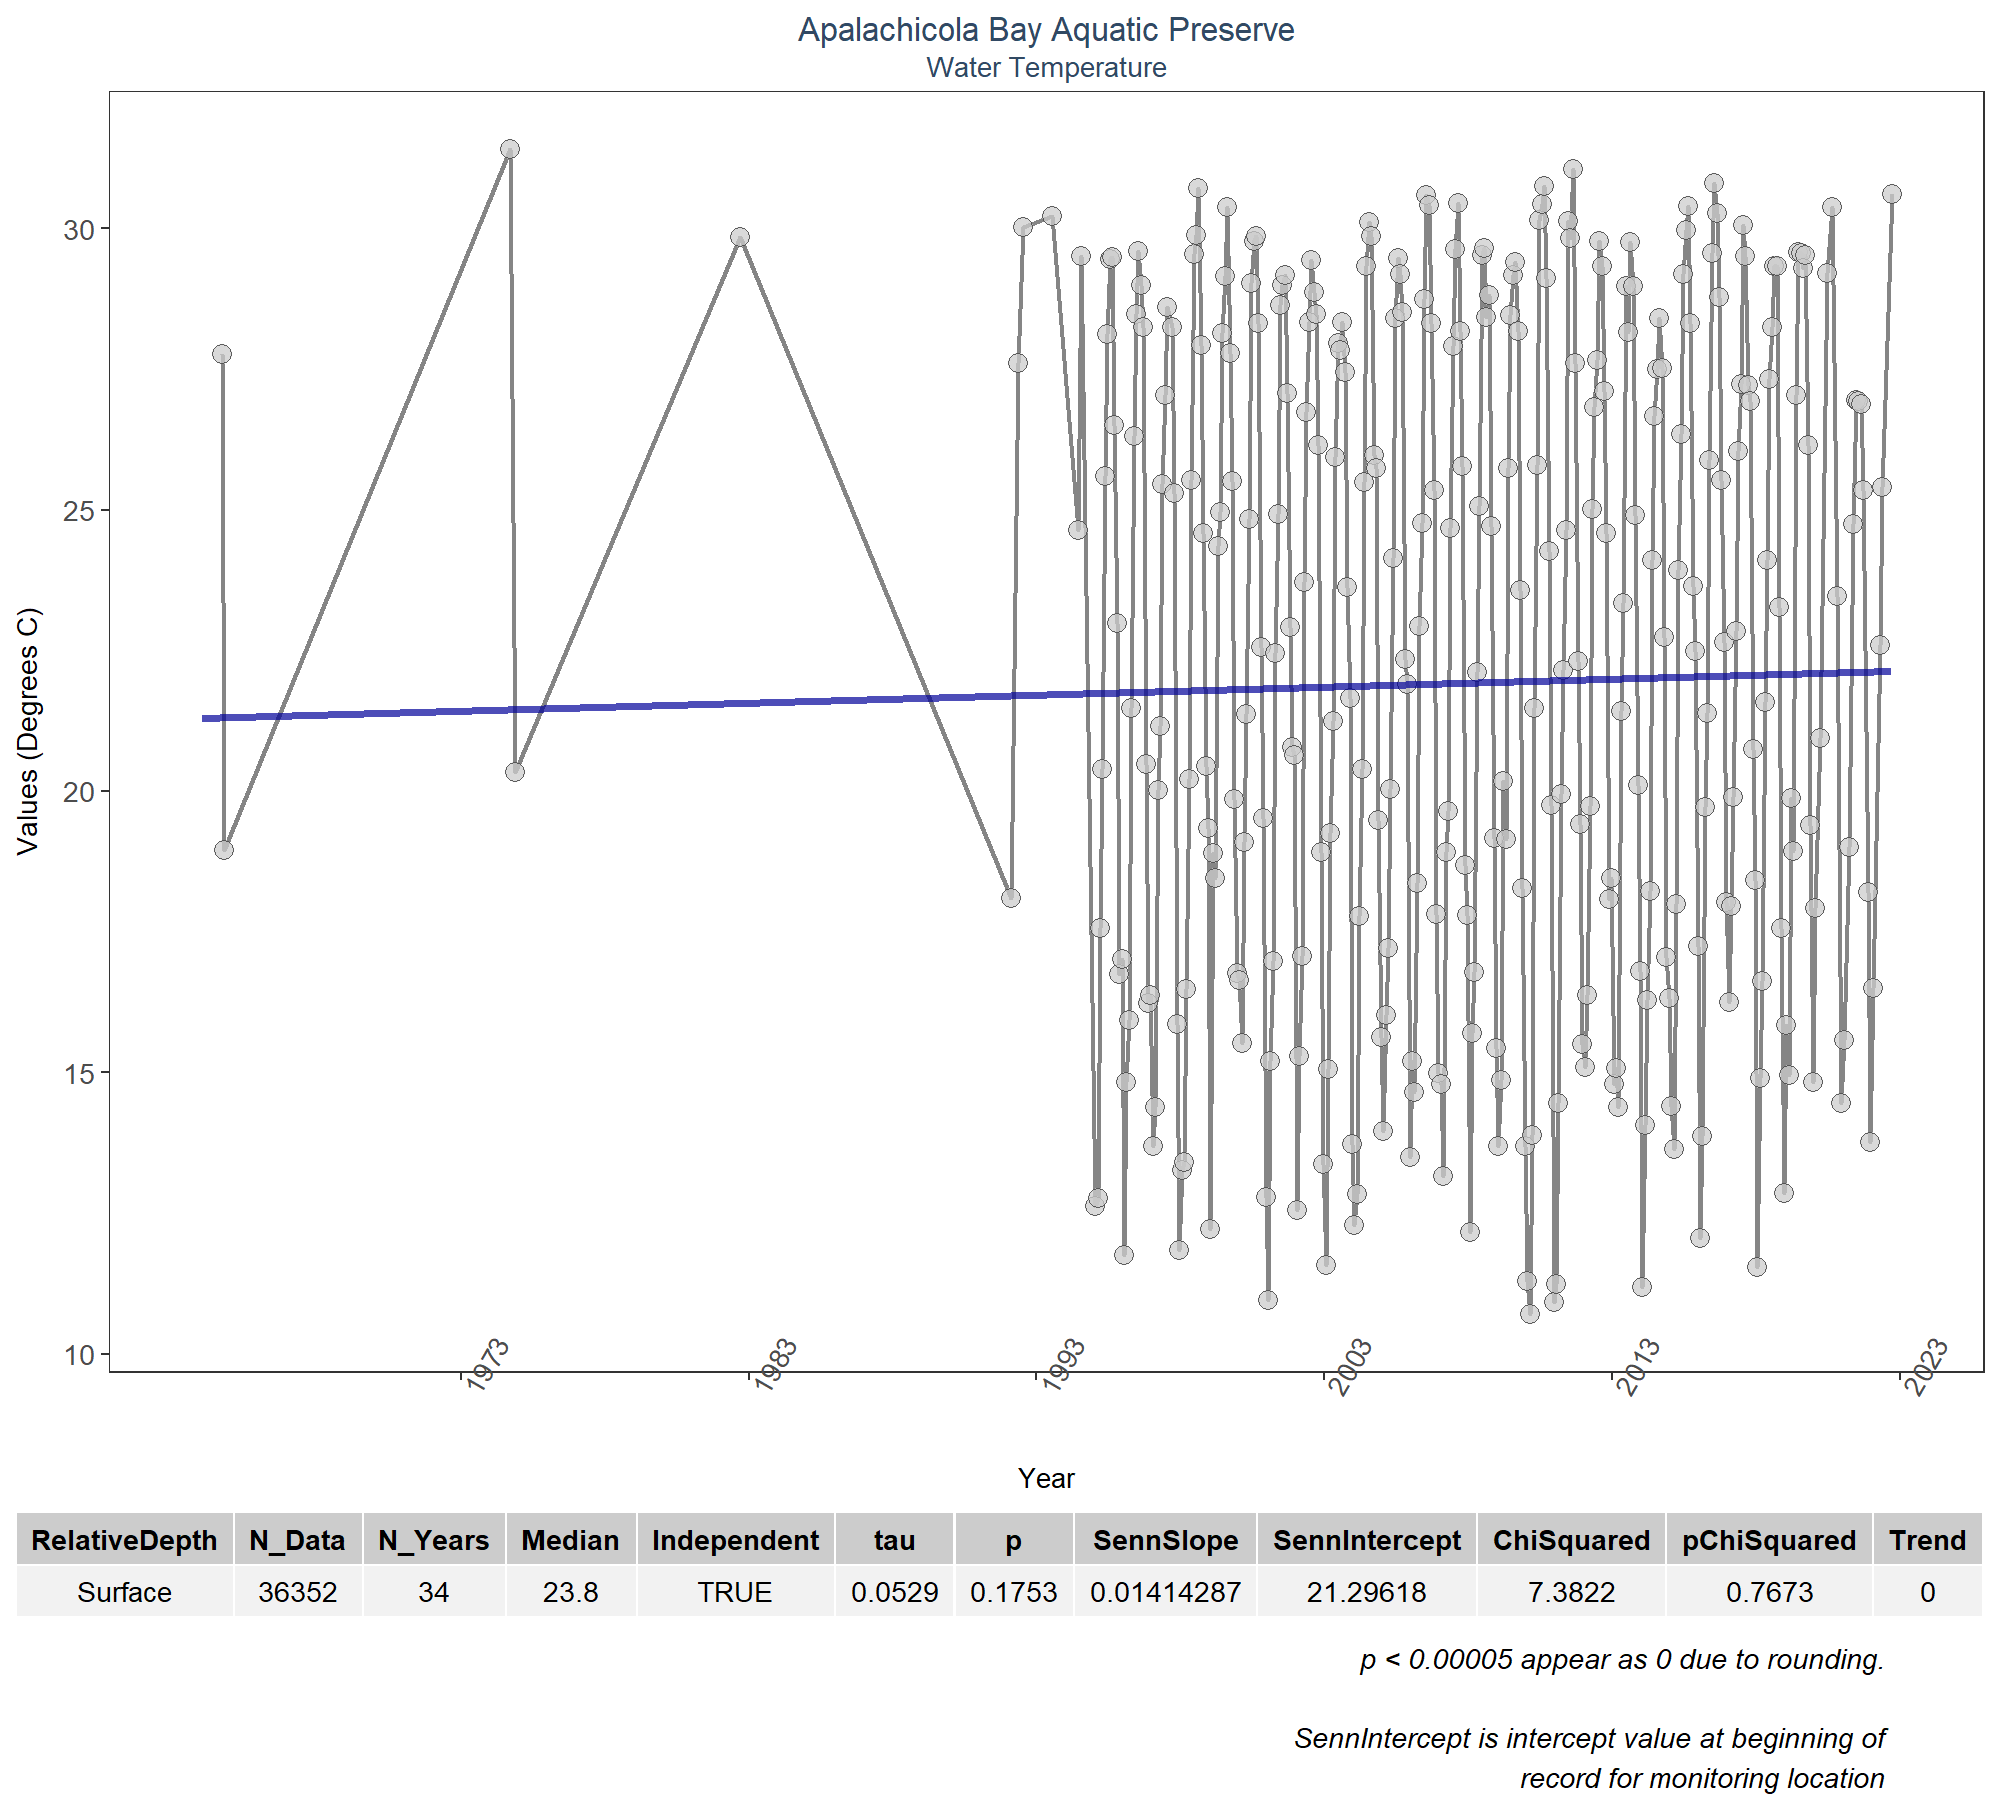 Apalachicola Bay Aquatic Preserve
Water Temperature
Values (Degrees C)
30
25
20
15
10
1973
1983
1993
2003
2013
2023
Year
RelativeDepth N_Data N_Years Median Independent tau p SennSlope SennIntercept ChiSquared pChiSquared Trend
Surface 36352 34 23.8 TRUE 0.0529 0.1753 0.01414287 21.29618 7.3822 0.7673 0
p < 0.00005 appear as 0 due to rounding.
SennIntercept is intercept value at beginning of
record for monitoring location